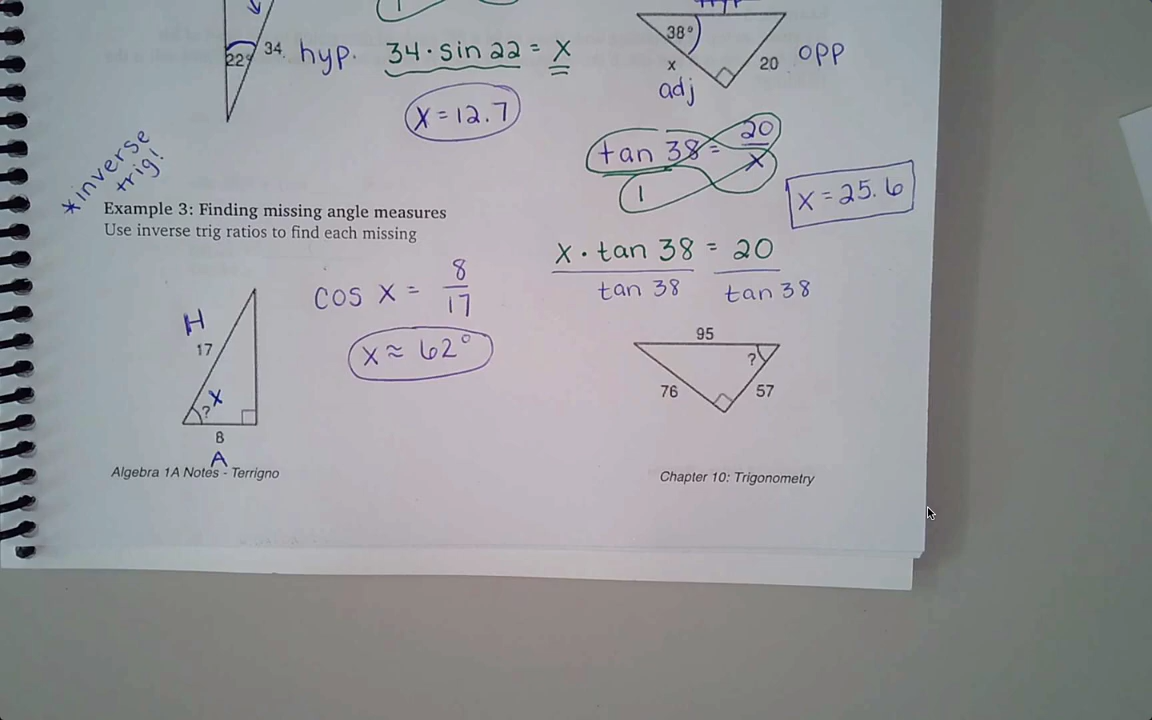 22°
34
hyp.
34·sin 22 = x
x = 12.7
38°
x
20
opp
adj
tan 38 = 20/x
1
x = 25.6
*inverse
trig!
Example 3: Finding missing angle measures
Use inverse trig ratios to find each missing
x · tan 38 = 20
tan 38 tan 38
cos x = 8/17
x ≈ 62°
H
17
x
?
8
A
95
?
76
57
Algebra 1A Notes - Terrigno
Chapter 10: Trigonometry